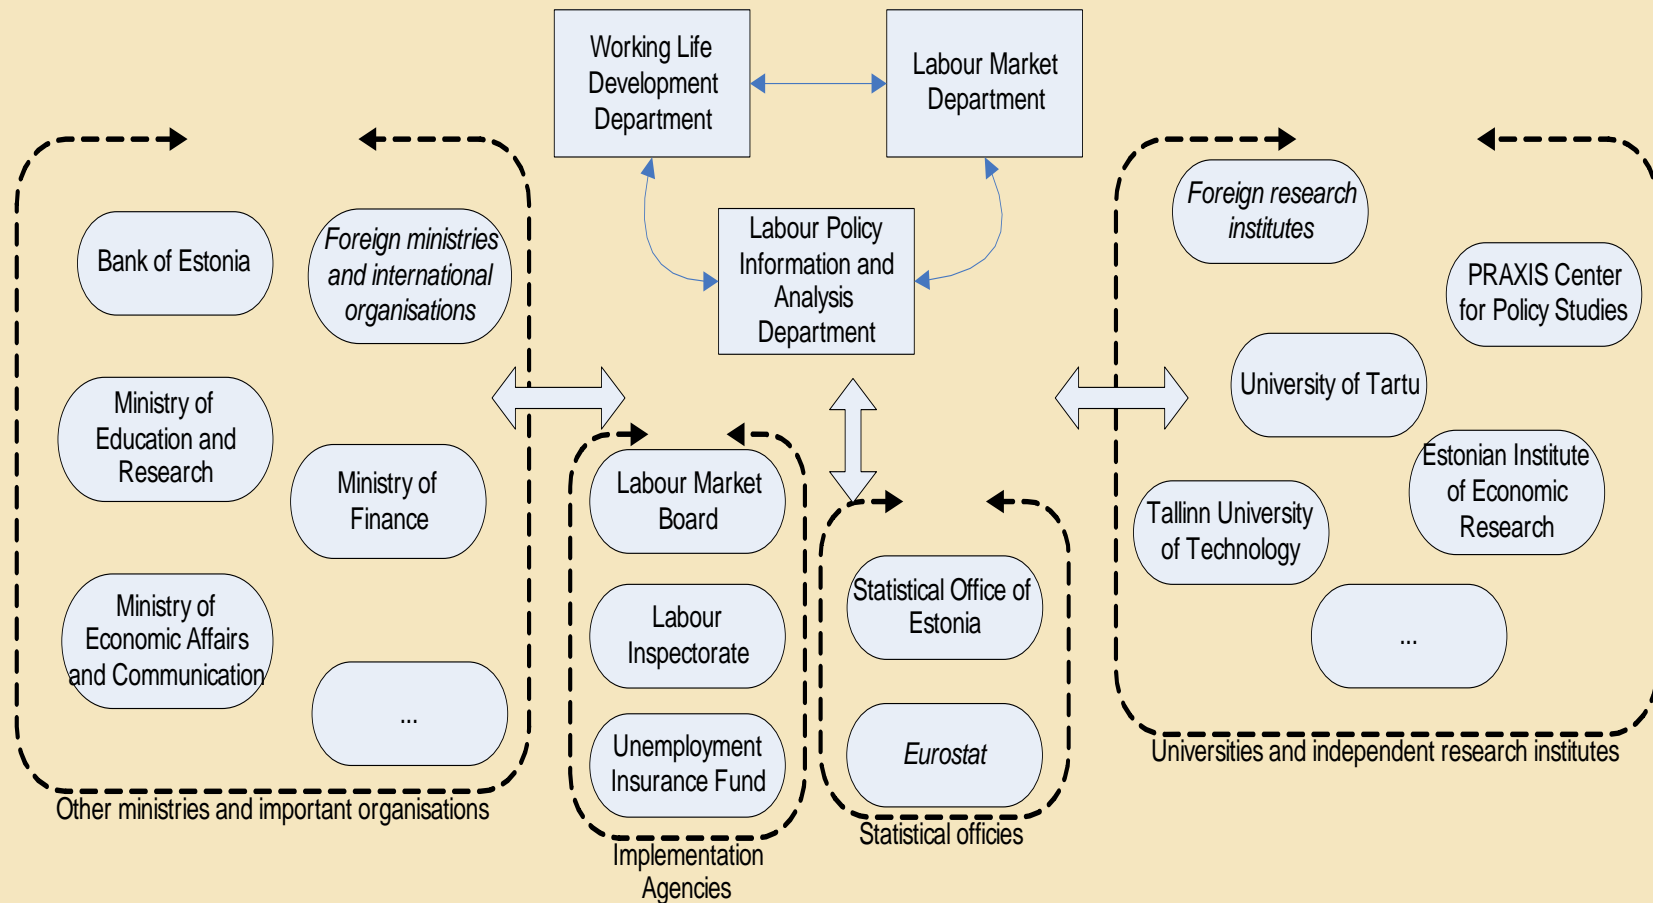 Working Life
Development
Department
Labour Market
Department
Labour Policy
Information and
Analysis
Department
Bank of Estonia
Foreign ministries
and international
organisations
Ministry of
Education and
Research
Ministry of
Finance
Ministry of
Economic Affairs
and Communication
...
Other ministries and important organisations
Labour Market
Board
Labour
Inspectorate
Unemployment
Insurance Fund
Implementation
Agencies
Statistical Office of
Estonia
Eurostat
Statistical officies
Foreign research
institutes
PRAXIS Center
for Policy Studies
University of Tartu
Estonian Institute
of Economic
Research
Tallinn University
of Technology
...
Universities and independent research institutes